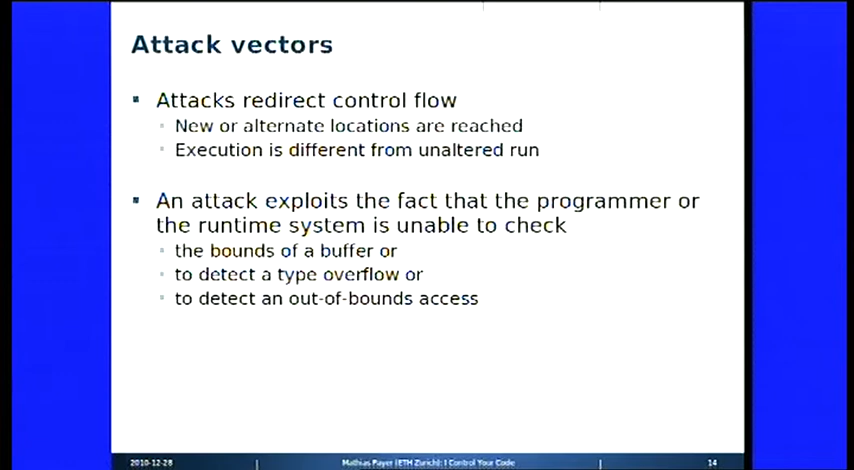 Attack vectors
Attacks redirect control flow
New or alternate locations are reached
Execution is different from unaltered run
An attack exploits the fact that the programmer or
the runtime system is unable to check
the bounds of a buffer or
to detect a type overflow or
to detect an out-of-bounds access
2010-12-28
Mathias Payer (ETH Zurich): I Control Your Code
14